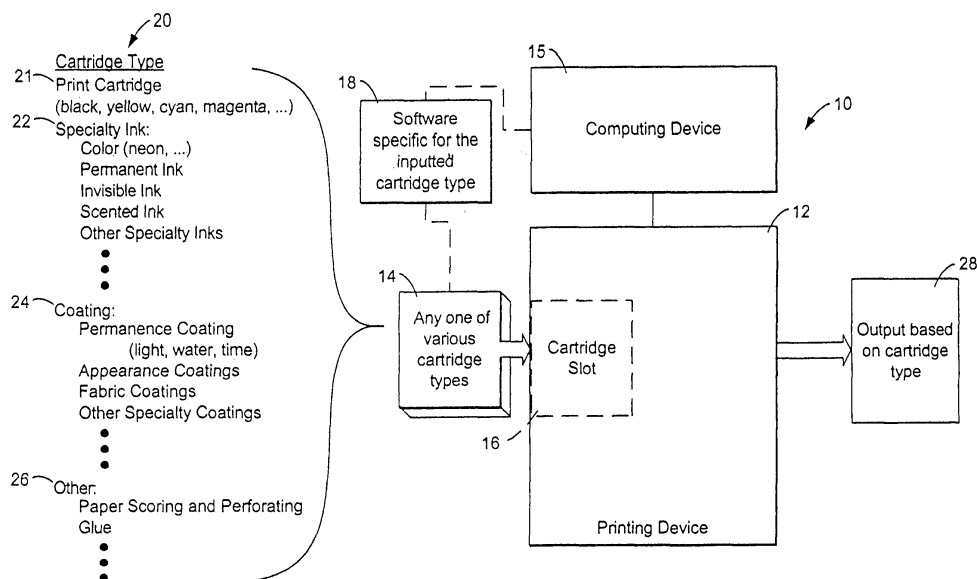 20
Cartridge Type
21
Print Cartridge
(black, yellow, cyan, magenta, ...)
22
Specialty Ink:
Color (neon, ...)
Permanent Ink
Invisible Ink
Scented Ink
Other Specialty Inks
24
Coating:
Permanence Coating
(light, water, time)
Appearance Coatings
Fabric Coatings
Other Specialty Coatings
26
Other:
Paper Scoring and Perforating
Glue
18
Software
specific for the
inputted
cartridge type
15
Computing Device
10
14
Any one of
various
cartridge
types
12
Cartridge
Slot
16
Printing Device
28
Output based
on cartridge
type